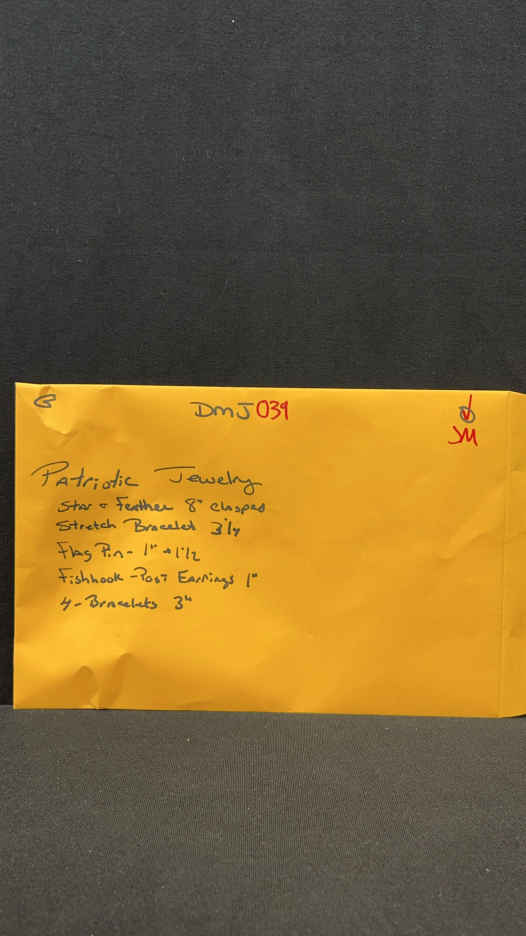 B
DMJ039
JM
Patriotic Jewelry
Star & Feather 8" clasped
Stretch Bracelet 3 1/4
Flag Pin - 1" + 1 1/2
Fishhook - Post Earrings 1"
4 - Bracelets 3"